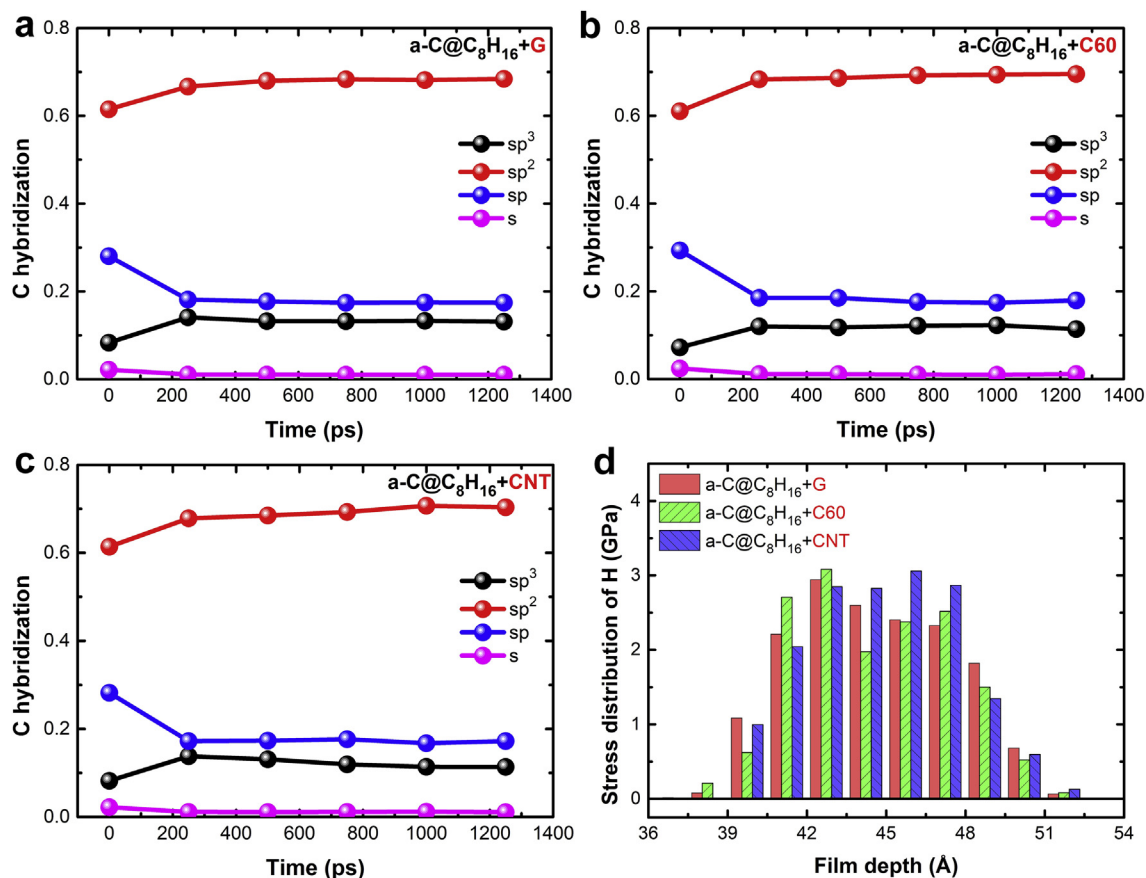 a
a-C@C₈H₁₆+G
C hybridization
0.8
0.6
0.4
0.2
0.0
sp³
sp²
sp
s
0 200 400 600 800 1000 1200 1400
Time (ps)
b
a-C@C₈H₁₆+C60
C hybridization
0.8
0.6
0.4
0.2
0.0
sp³
sp²
sp
s
0 200 400 600 800 1000 1200 1400
Time (ps)
c
a-C@C₈H₁₆+CNT
C hybridization
0.8
0.6
0.4
0.2
0.0
sp³
sp²
sp
s
0 200 400 600 800 1000 1200 1400
Time (ps)
d
a-C@C₈H₁₆+G
a-C@C₈H₁₆+C60
a-C@C₈H₁₆+CNT
Stress distribution of H (GPa)
4
3
2
1
0
36 39 42 45 48 51 54
Film depth (Å)